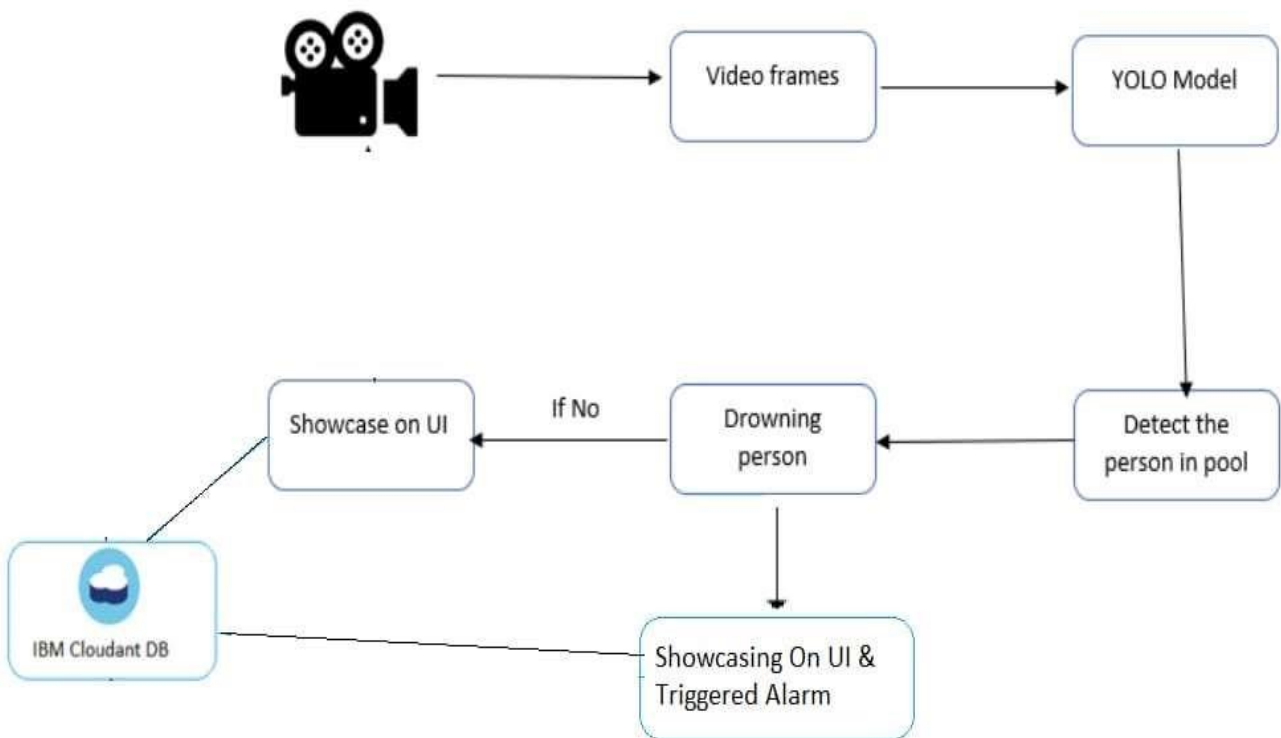 Video frames
YOLO Model
Showcase on UI
If No
Drowning
person
Detect the
person in pool
IBM Cloudant DB
Showcasing On UI &
Triggered Alarm